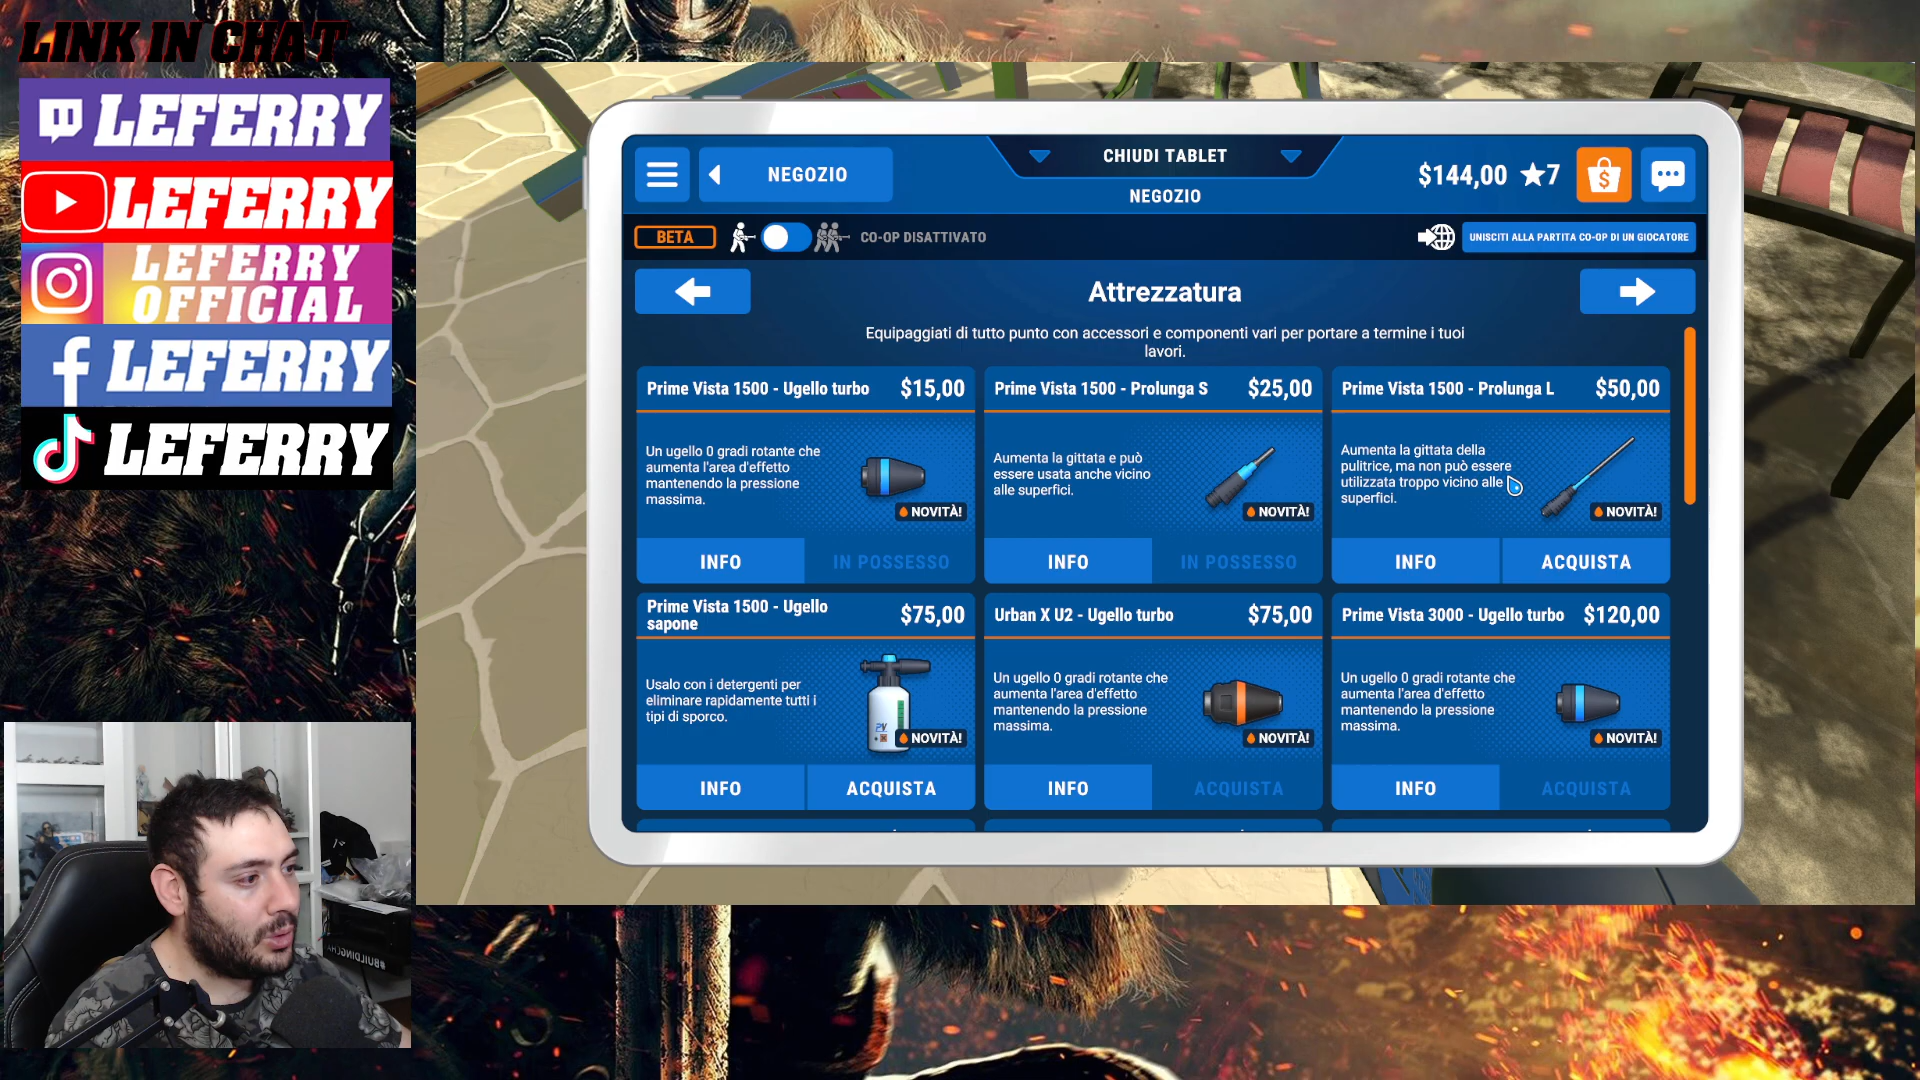 LINK IN CHAT
LEFERRY
LEFERRY
LEFERRY
OFFICIAL
LEFERRY
LEFERRY
NEGOZIO
CHIUDI TABLET
NEGOZIO
$144,00 ★7
BETA
CO-OP DISATTIVATO
UNISCITI ALLA PARTITA CO-OP DI UN GIOCATORE
Attrezzatura
Equipaggiati di tutto punto con accessori e componenti vari per portare a termine i tuoi
lavori.
Prime Vista 1500 - Ugello turbo $15,00
Un ugello 0 gradi rotante che
aumenta l'area d'effetto
mantenendo la pressione
massima.
NOVITÀ!
INFO
IN POSSESSO
Prime Vista 1500 - Prolunga S $25,00
Aumenta la gittata e può
essere usata anche vicino
alle superfici.
NOVITÀ!
INFO
IN POSSESSO
Prime Vista 1500 - Prolunga L $50,00
Aumenta la gittata della
pulitrice, ma non può essere
utilizzata troppo vicino alle
superfici.
NOVITÀ!
INFO
ACQUISTA
Prime Vista 1500 - Ugello
sapone
$75,00
Usalo con i detergenti per
eliminare rapidamente tutti i
tipi di sporco.
PV
NOVITÀ!
INFO
ACQUISTA
Urban X U2 - Ugello turbo $75,00
Un ugello 0 gradi rotante che
aumenta l'area d'effetto
mantenendo la pressione
massima.
NOVITÀ!
INFO
ACQUISTA
Prime Vista 3000 - Ugello turbo $120,00
Un ugello 0 gradi rotante che
aumenta l'area d'effetto
mantenendo la pressione
massima.
NOVITÀ!
INFO
ACQUISTA